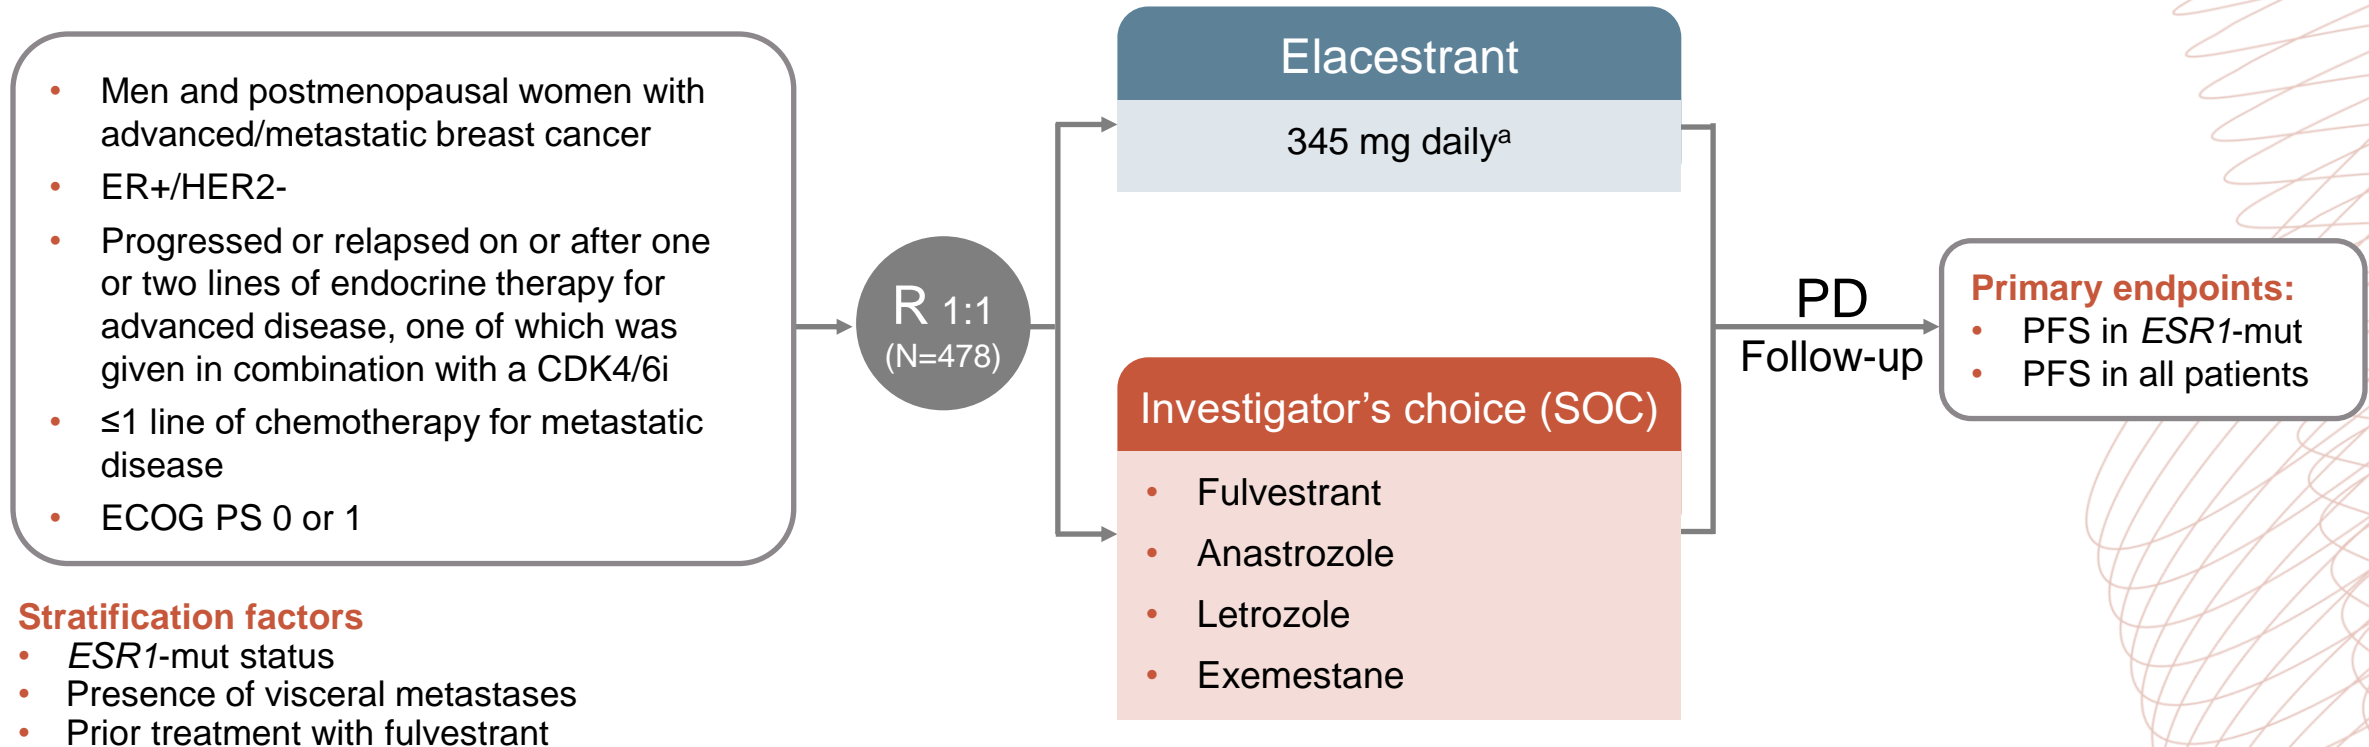 • Men and postmenopausal women with
advanced/metastatic breast cancer
• ER+/HER2-
• Progressed or relapsed on or after one
or two lines of endocrine therapy for
advanced disease, one of which was
given in combination with a CDK4/6i
• ≤1 line of chemotherapy for metastatic
disease
• ECOG PS 0 or 1
Stratification factors
• ESR1-mut status
• Presence of visceral metastases
• Prior treatment with fulvestrant
R 1:1
(N=478)
Elacestrant
345 mg dailyᵃ
Investigator’s choice (SOC)
• Fulvestrant
• Anastrozole
• Letrozole
• Exemestane
PD
Follow-up
Primary endpoints:
• PFS in ESR1-mut
• PFS in all patients